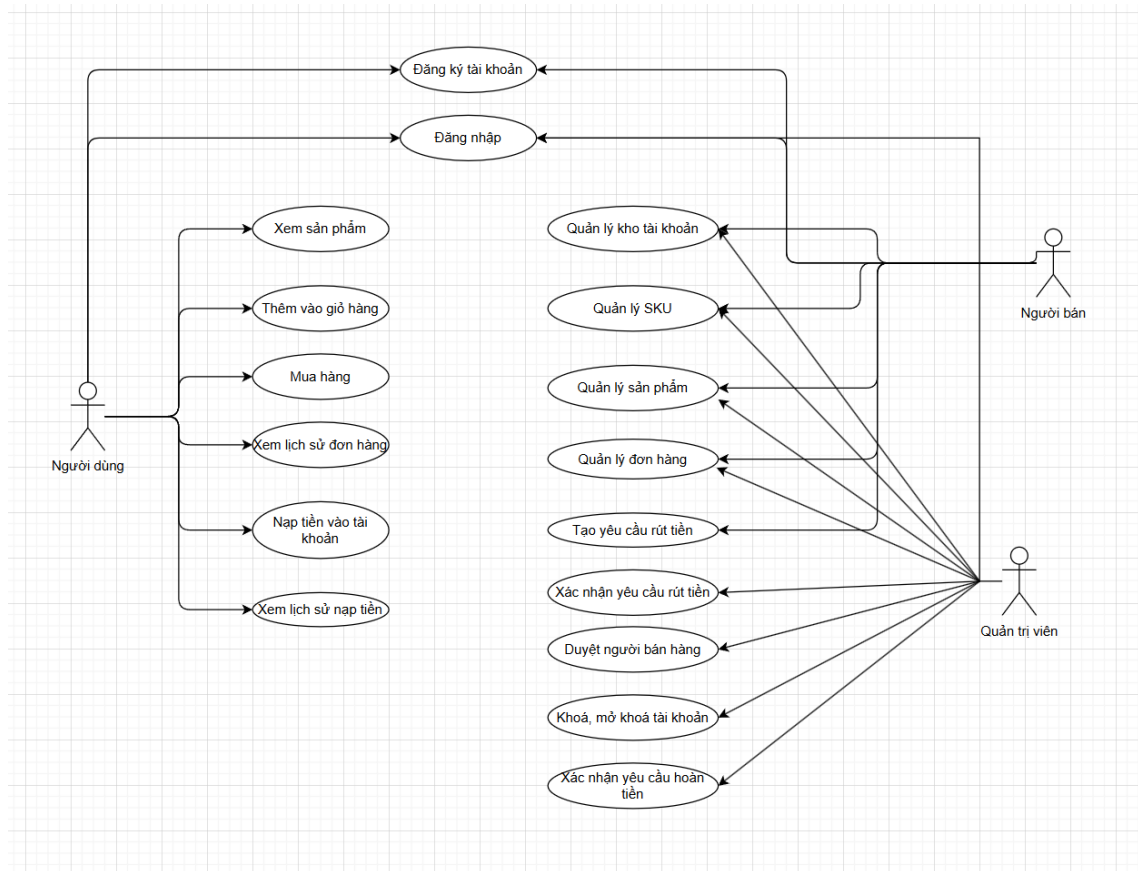 Đăng ký tài khoản
Đăng nhập
Xem sản phẩm
Thêm vào giỏ hàng
Mua hàng
Xem lịch sử đơn hàng
Nạp tiền vào tài
khoản
Xem lịch sử nạp tiền
Người dùng
Quản lý kho tài khoản
Quản lý SKU
Quản lý sản phẩm
Quản lý đơn hàng
Tạo yêu cầu rút tiền
Xác nhận yêu cầu rút tiền
Duyệt người bán hàng
Khoá, mở khoá tài khoản
Xác nhận yêu cầu hoàn
tiền
Người bán
Quản trị viên